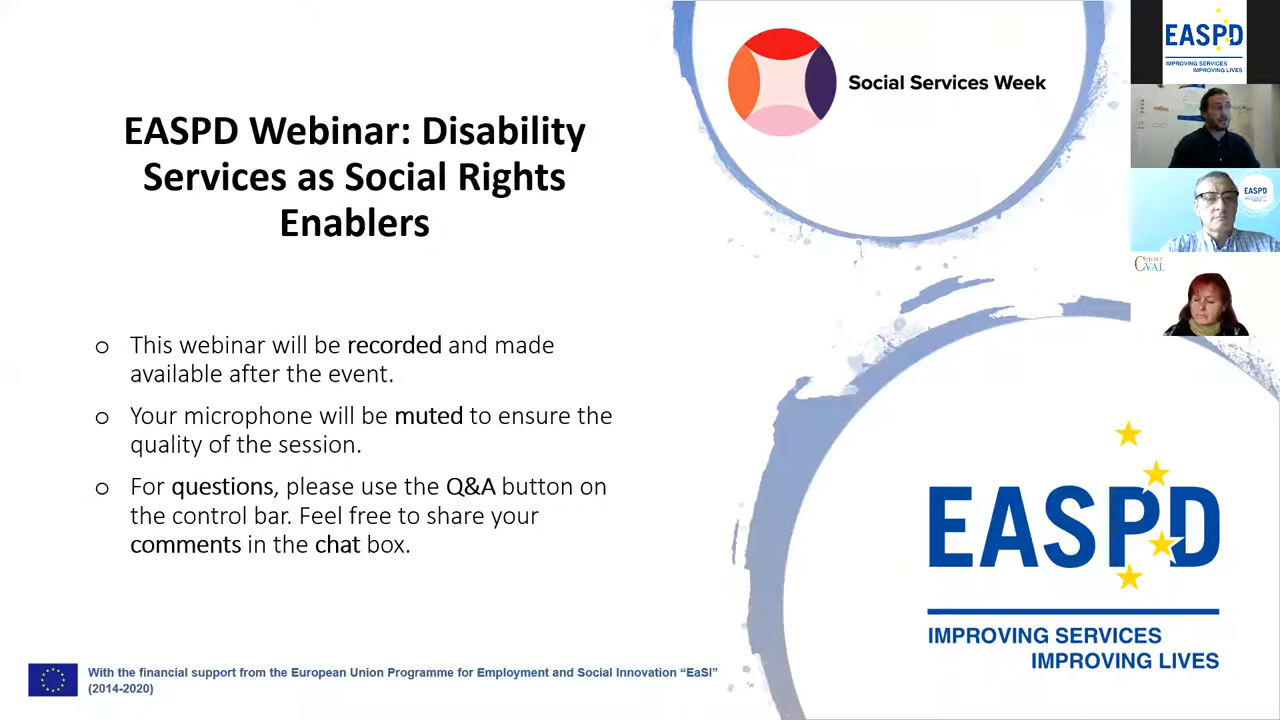 EASPD Webinar: Disability
Services as Social Rights
Enablers
o This webinar will be recorded and made
available after the event.
o Your microphone will be muted to ensure the
quality of the session.
o For questions, please use the Q&A button on
the control bar. Feel free to share your
comments in the chat box.
With the financial support from the European Union Programme for Employment and Social Innovation “EaSI”
(2014-2020)
Social Services Week
EASPD
IMPROVING SERVICES
IMPROVING LIVES
EASPD
IMPROVING SERVICES
IMPROVING LIVES
EASPD